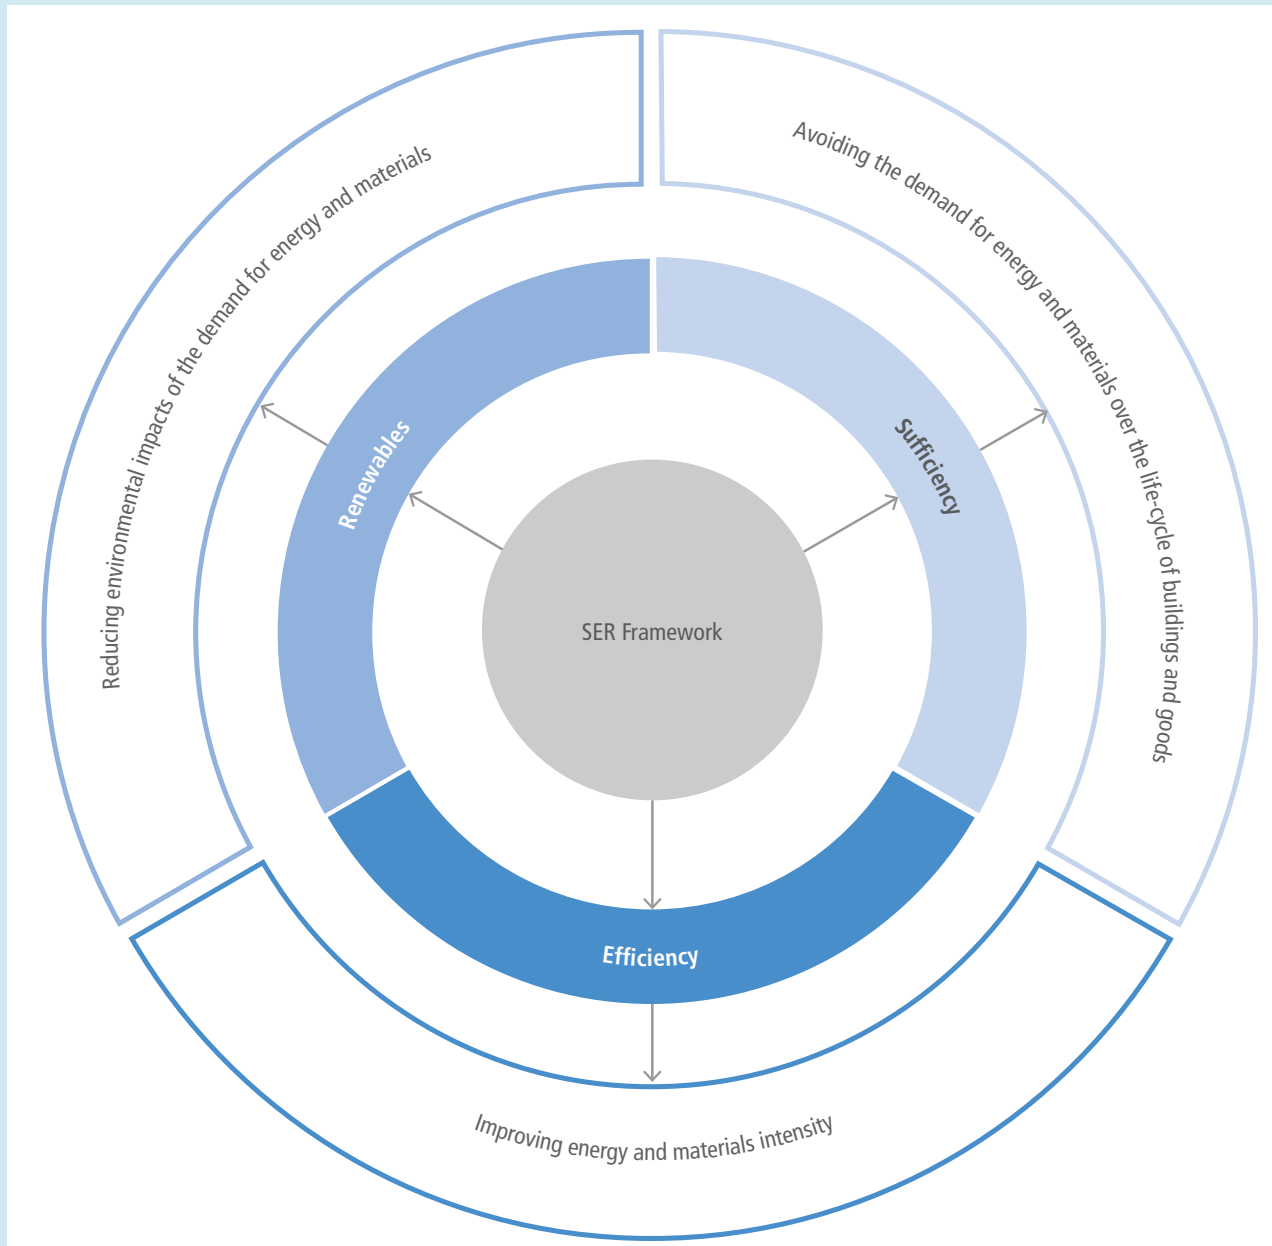 Reducing environmental impacts of the demand for energy and materials
Avoiding the demand for energy and materials over the life-cycle of buildings and goods
Renewables
Sufficiency
SER Framework
Efficiency
Improving energy and materials intensity